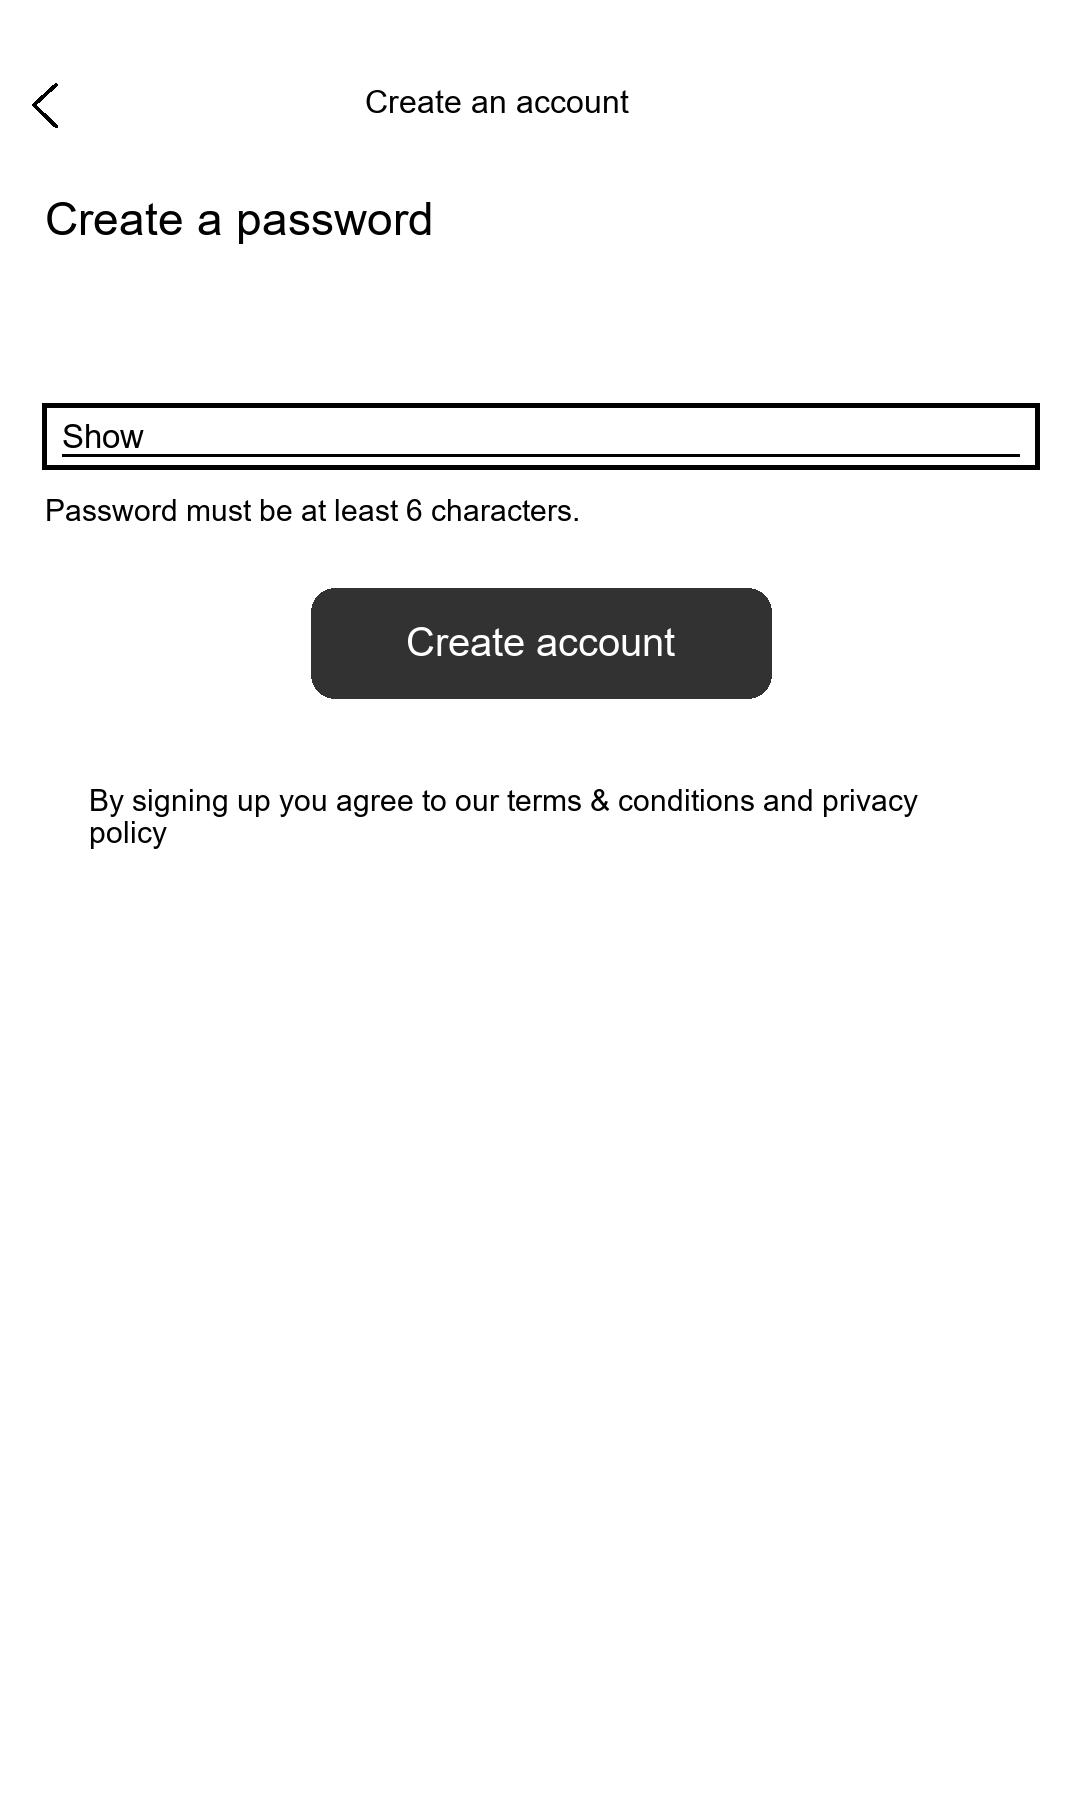 Create an account
Create a password
Show
Password must be at least 6 characters.
Create account
By signing up you agree to our terms & conditions and privacy
policy